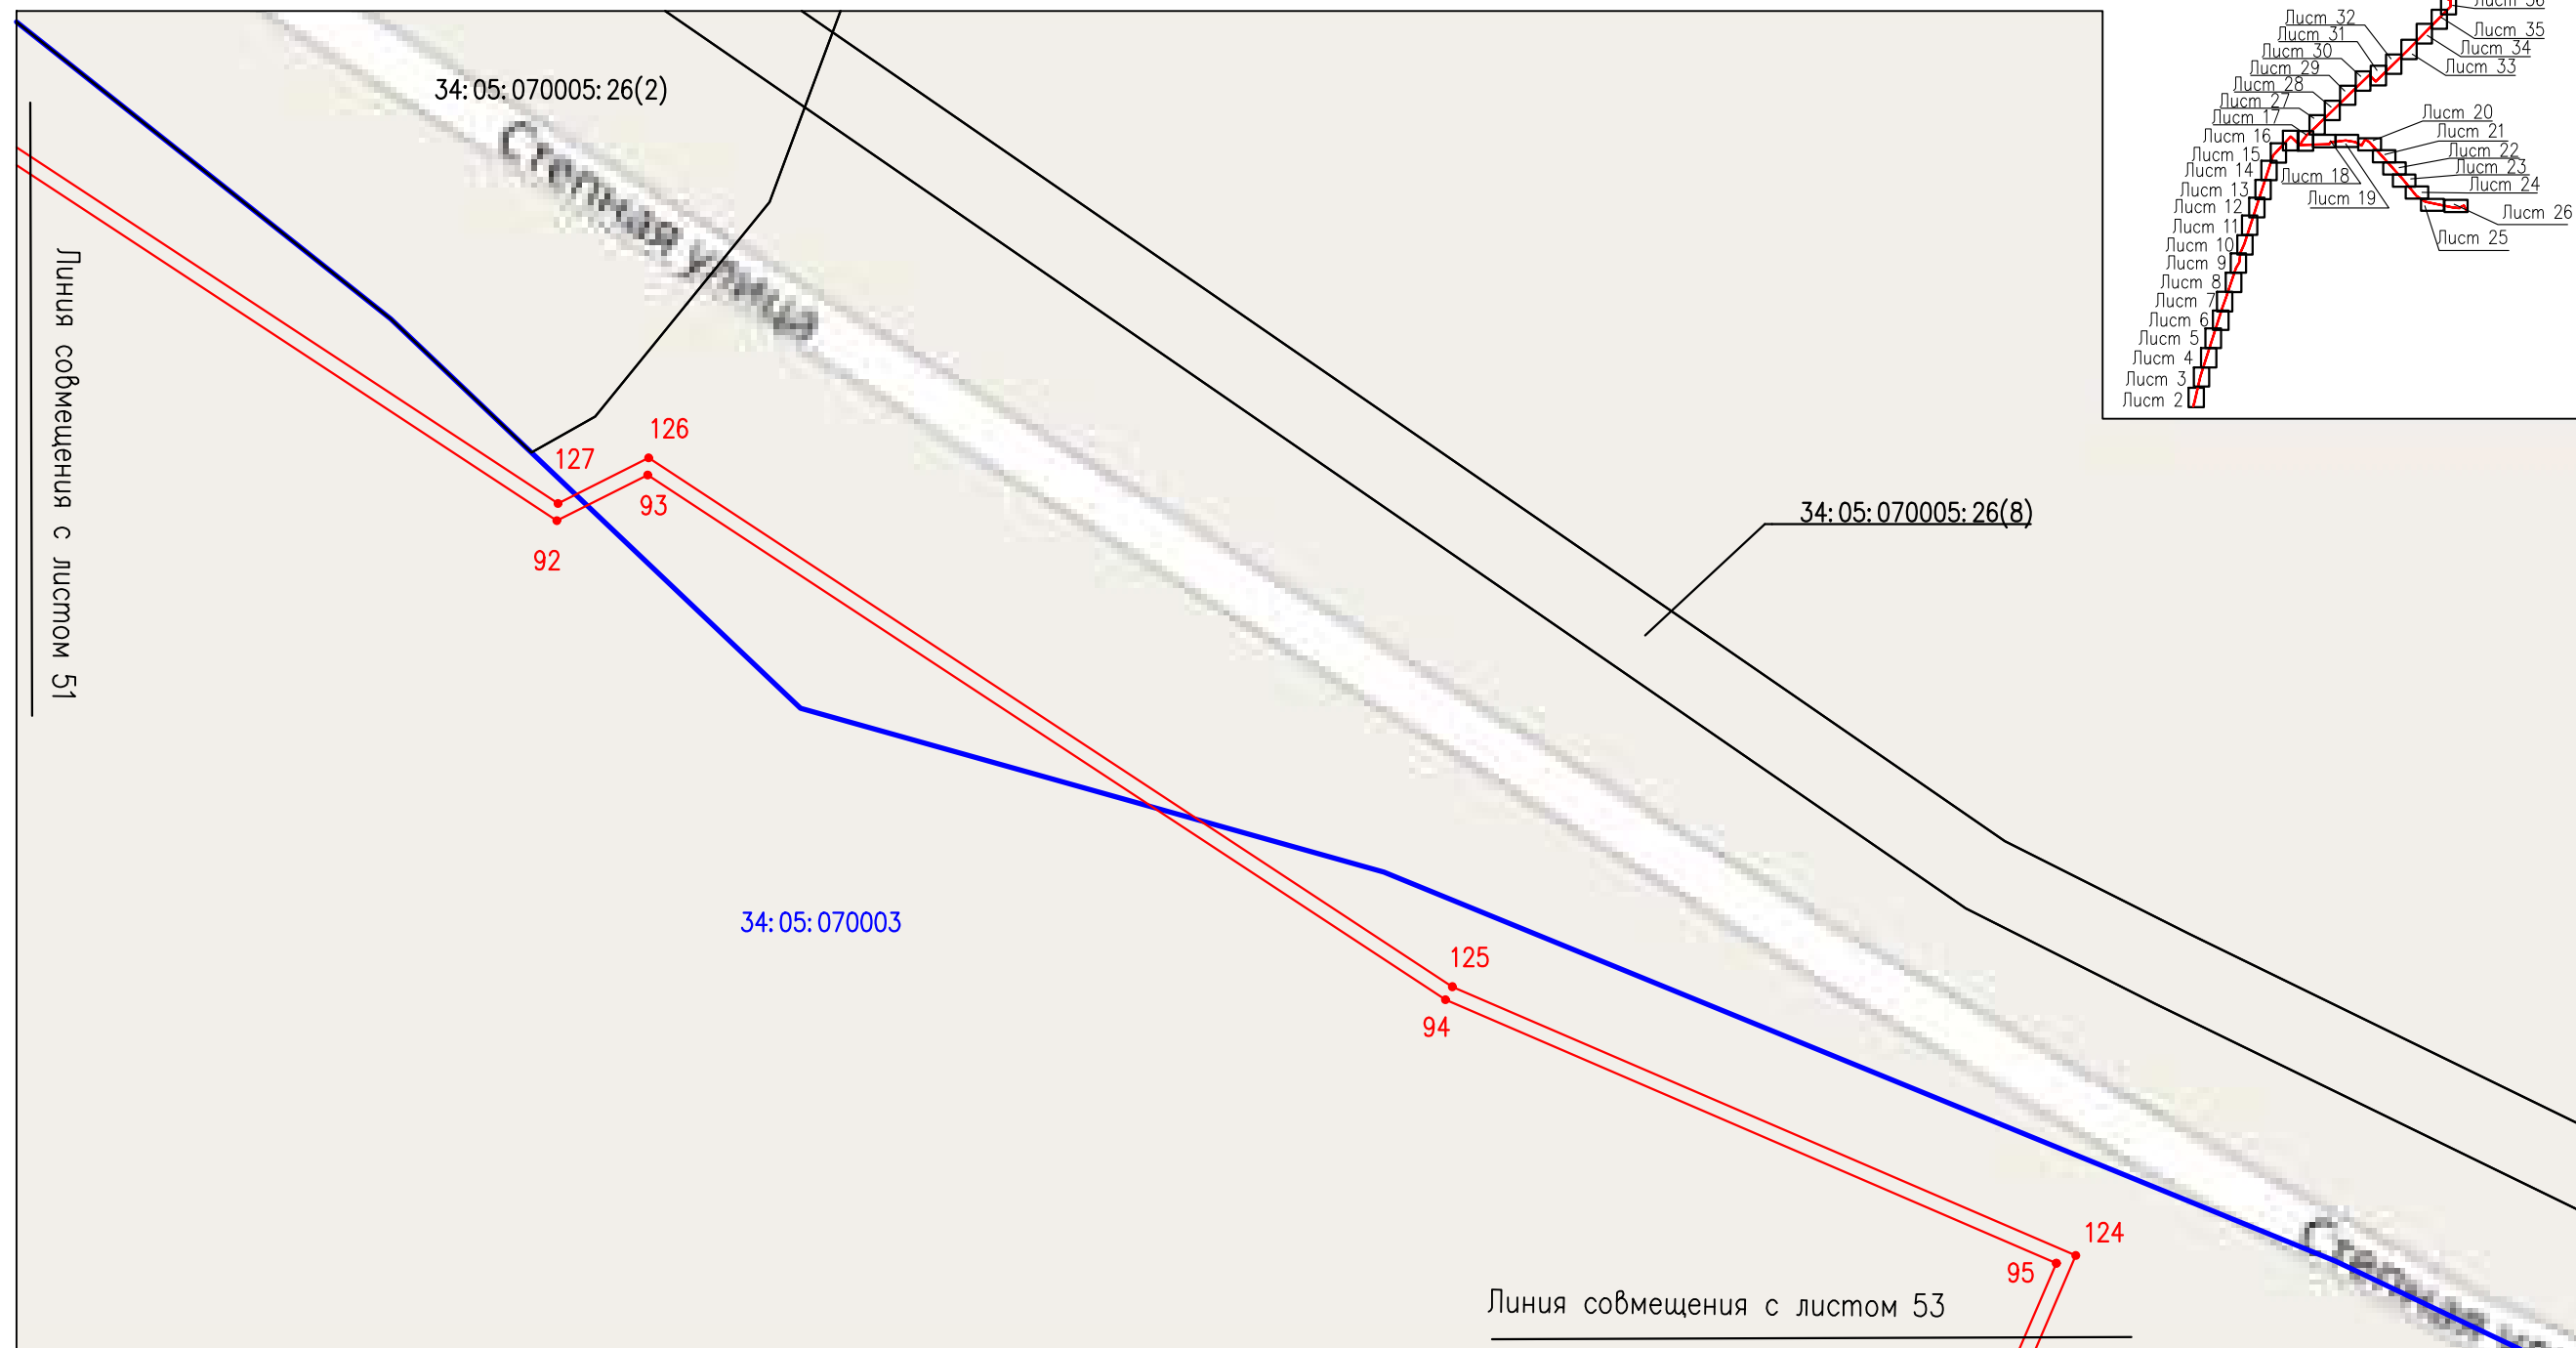 34:05:070005:26(2)
Степная улица
Линия совмещения с листом 51
127
126
93
92
34:05:070005:26(8)
34:05:070003
125
94
124
95
Линия совмещения с листом 53
Лист 32
Лист 31
Лист 30
Лист 29
Лист 28
Лист 27
Лист 17
Лист 16
Лист 15
Лист 14
Лист 13
Лист 12
Лист 11
Лист 10
Лист 9
Лист 8
Лист 7
Лист 6
Лист 5
Лист 4
Лист 3
Лист 2
Лист 35
Лист 34
Лист 33
Лист 20
Лист 21
Лист 22
Лист 23
Лист 24
Лист 18
Лист 19
Лист 26
Лист 25